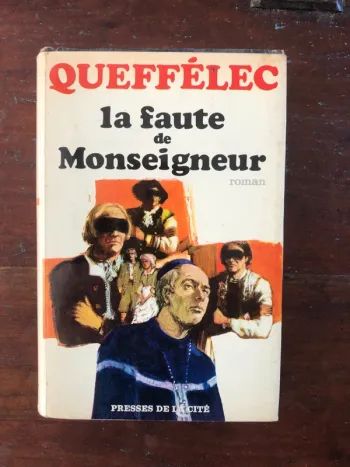 QUEFFÉLEC
la faute
de
Monseigneur
roman
PRESSES DE LA CITÉ